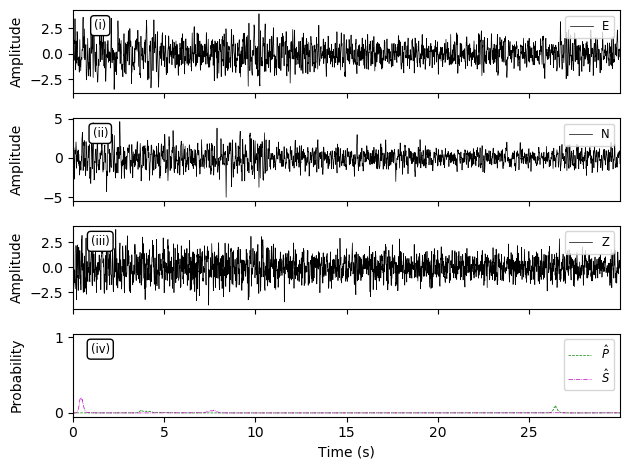 Amplitude
2.5
0.0
−2.5
(i)
E
Amplitude
5
0
−5
(ii)
N
Amplitude
2.5
0.0
−2.5
(iii)
Z
Probability
1
0
(iv)
P̂
Ŝ
0 5 10 15 20 25
Time (s)